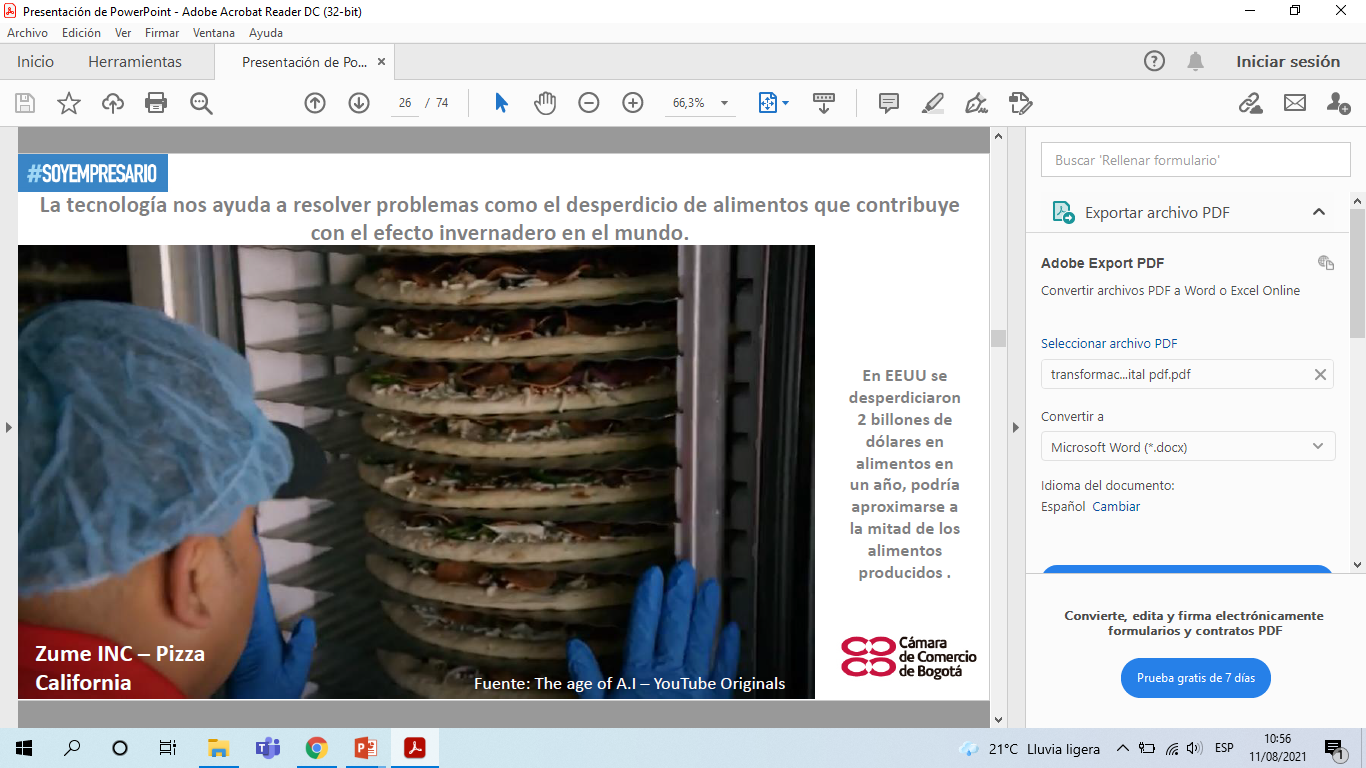 Presentación de PowerPoint - Adobe Acrobat Reader DC (32-bit)
Archivo Edición Ver Firmar Ventana Ayuda
Inicio Herramientas Presentación de Po... Iniciar sesión
26 / 74 66,3%
#SOYEMPRESARIO
La tecnología nos ayuda a resolver problemas como el desperdicio de alimentos que contribuye
con el efecto invernadero en el mundo.
En EEUU se
desperdiciaron
2 billones de
dólares en
alimentos en
un año, podría
aproximarse a
la mitad de los
alimentos
producidos .
Zume INC – Pizza
California
Fuente: The age of A.I – YouTube Originals
Cámara
de Comercio
de Bogotá
Buscar 'Rellenar formulario'
Exportar archivo PDF
Adobe Export PDF
Convertir archivos PDF a Word o Excel Online
Seleccionar archivo PDF
transformac...ital pdf.pdf
Convertir a
Microsoft Word (*.docx)
Idioma del documento:
Español Cambiar
Convierte, edita y firma electrónicamente
formularios y contratos PDF
Prueba gratis de 7 días
21°C Lluvia ligera ESP
10:56
11/08/2021
1